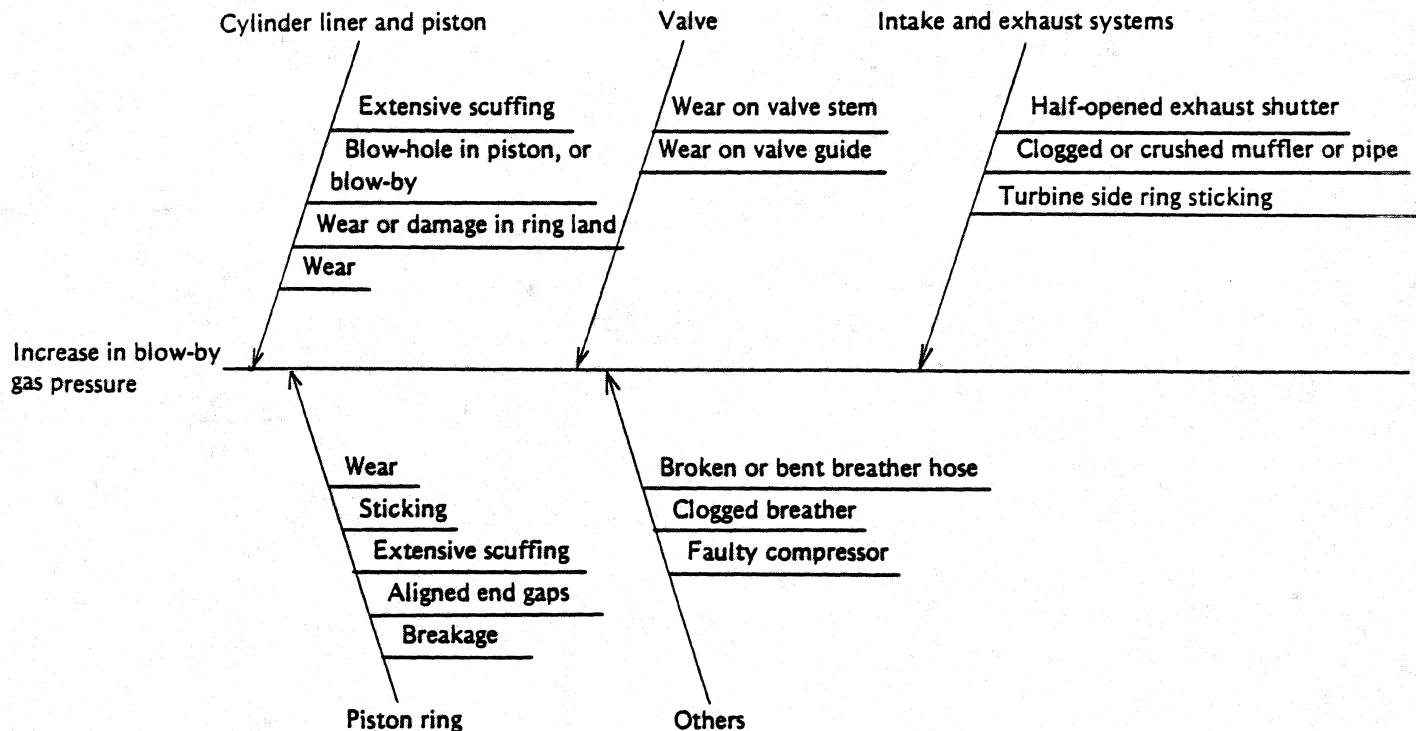 Cylinder liner and piston
Valve
Intake and exhaust systems
Extensive scuffing
Blow-hole in piston, or
blow-by
Wear or damage in ring land
Wear
Wear on valve stem
Wear on valve guide
Half-opened exhaust shutter
Clogged or crushed muffler or pipe
Turbine side ring sticking
Increase in blow-by
gas pressure
Wear
Sticking
Extensive scuffing
Aligned end gaps
Breakage
Piston ring
Broken or bent breather hose
Clogged breather
Faulty compressor
Others